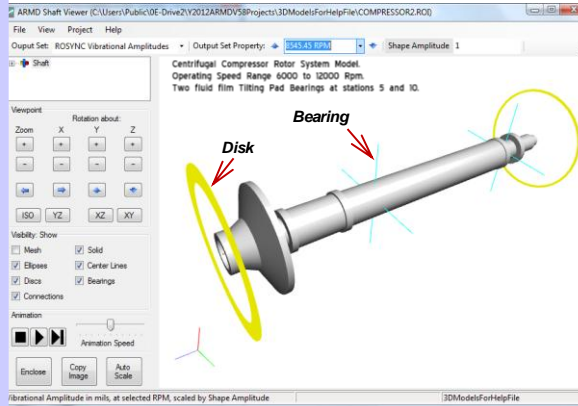 ARMD Shaft Viewer (C:\Users\Public\0E-Drive2\Y2012ARMDV58Projects\3DModelsForHelpFile\COMPRESSOR2.ROI)
File View Project Help
Ouput Set: ROSYNC Vibrational Amplitudes Output Set Property: 8545.45 RPM Shape Amplitude 1
Shaft
Centrifugal Compressor Rotor System Model.
Operating Speed Range 6000 to 12000 Rpm.
Two fluid film Tilting Pad Bearings at stations 5 and 10.
Bearing
Disk
Viewpoint
Rotation about:
Zoom X Y Z
+ + + +
- - - -
ISO YZ XZ XY
Visibility: Show
Mesh Solid
Ellipses Center Lines
Discs Bearings
Connections
Animation
Animation Speed
Enclose Copy Image Auto Scale
Vibrational Amplitude in mils, at selected RPM, scaled by Shape Amplitude 3DModelsForHelpFile